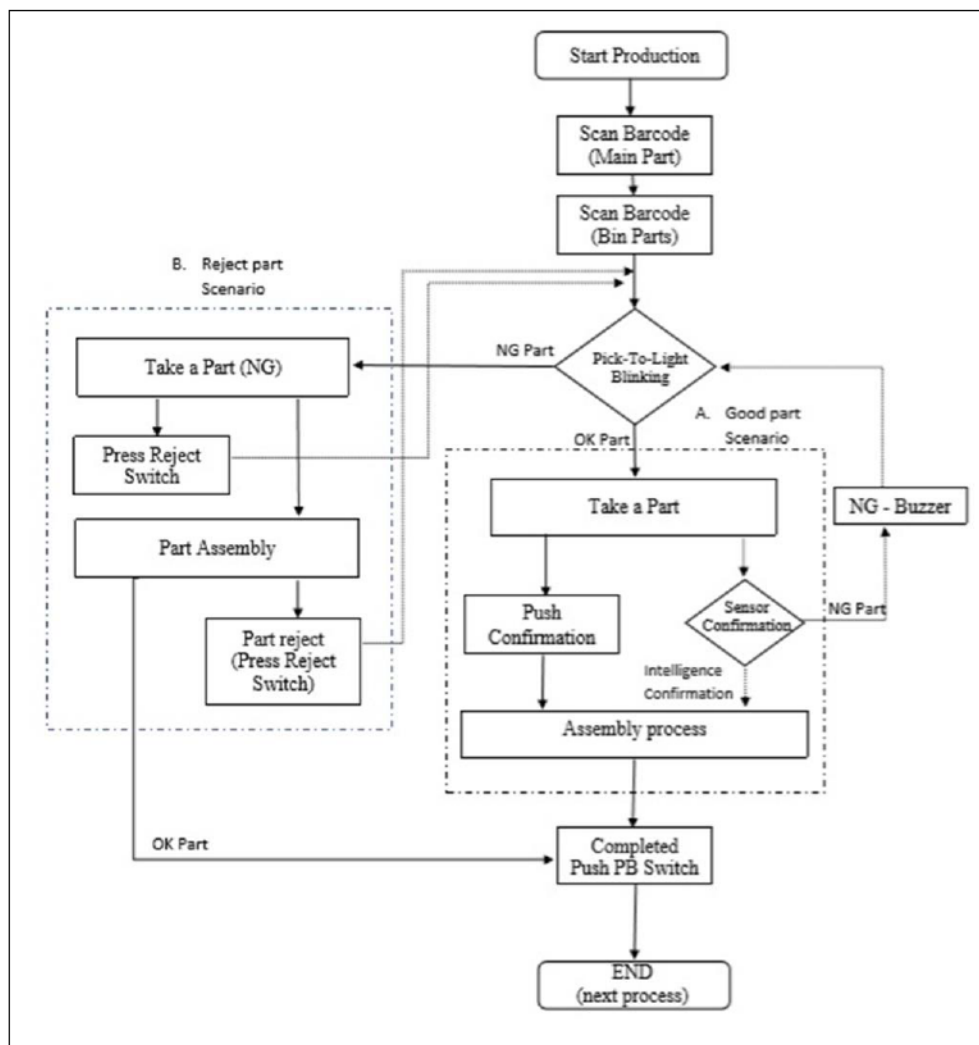 Start Production
Scan Barcode
(Main Part)
Scan Barcode
(Bin Parts)
B. Reject part
Scenario
NG Part
Pick-To-Light
Blinking
Take a Part (NG)
A. Good part
Scenario
OK Part
Press Reject
Switch
Take a Part
NG - Buzzer
Part Assembly
Push
Confirmation
Sensor
Confirmation
NG Part
Part reject
(Press Reject
Switch)
Intelligence
Confirmation
Assembly process
OK Part
Completed
Push PB Switch
END
(next process)